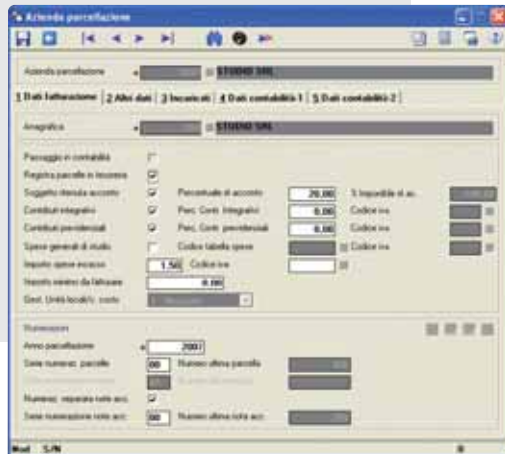 Azienda parcellazione
Azienda parcellazione STUDIO SRL
1 Dati fatturazione 2 Altri dati 3 Incaricati 4 Dati contabilità 1 5 Dati contabilità 2
Anagrafica STUDIO SRL
Passaggio in contabilità
Registra parcelle in tesoreria
Soggetto ritenuta acconto Percentuale di acconto 20,00 % Imponibile rit ac.
Contributi integrativi Perc. Contr. Integrativi 0,00 Codice iva
Contributi previdenziali Perc. Contr. previdenziali 0,00 Codice iva
Spese generali di studio Codice tabella spese Codice iva
Importo spese incasso 1,50 Codice iva
Importo minimo da fatturare 0,00
Gest. Unità locali/c. costo
Numerazioni
Anno parcellazione 2007
Serie numeraz. parcelle 00 Numero ultima parcella
Numeraz. separata note acc.
Serie numerazione note acc. 00 Numero ultima nota acc.
Mod S/N